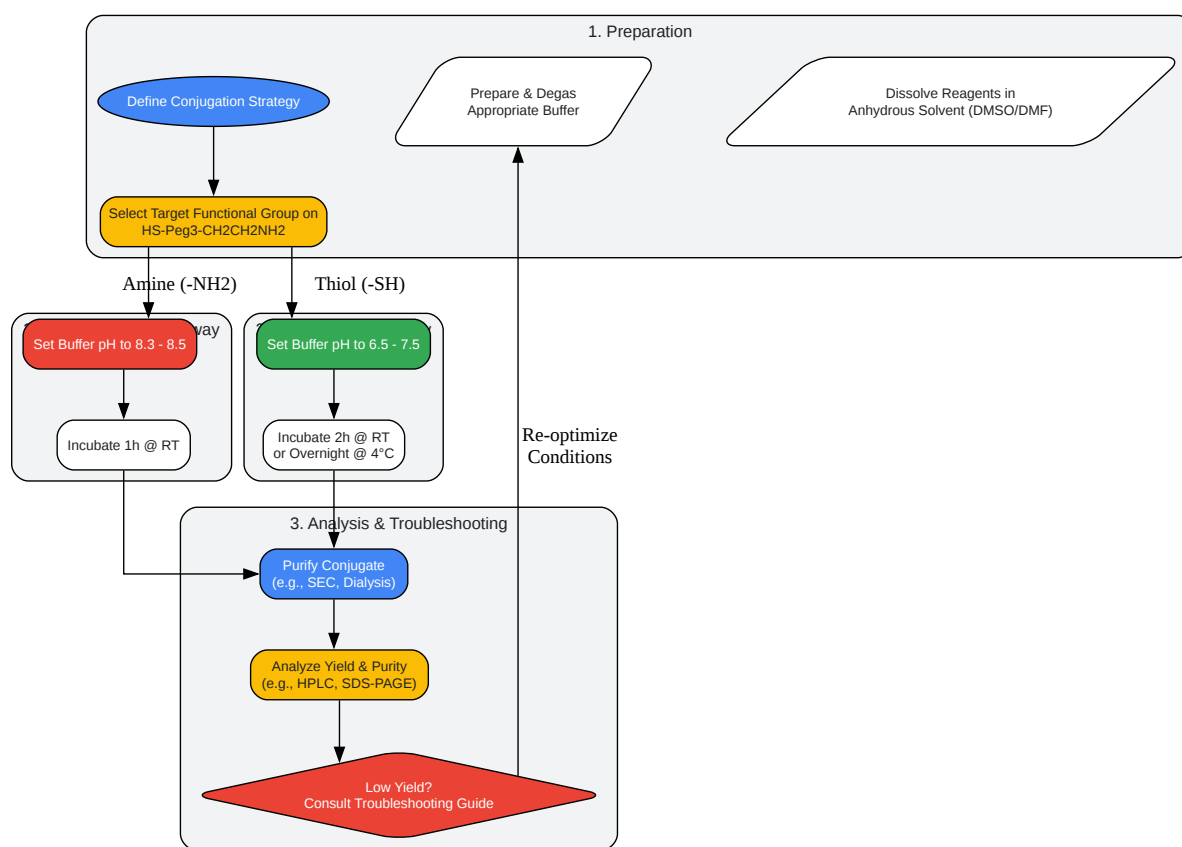 1. Preparation
Define Conjugation Strategy
Prepare & Degas
Appropriate Buffer
Dissolve Reagents in
Anhydrous Solvent (DMSO/DMF)
Select Target Functional Group on
HS-Peg3-CH2CH2NH2
Amine (-NH2)
Thiol (-SH)
Set Buffer pH to 8.3 - 8.5
Set Buffer pH to 6.5 - 7.5
Incubate 1h @ RT
Incubate 2h @ RT
or Overnight @ 4°C
Re-optimize
Conditions
3. Analysis & Troubleshooting
Purify Conjugate
(e.g., SEC, Dialysis)
Analyze Yield & Purity
(e.g., HPLC, SDS-PAGE)
Low Yield?
Consult Troubleshooting Guide